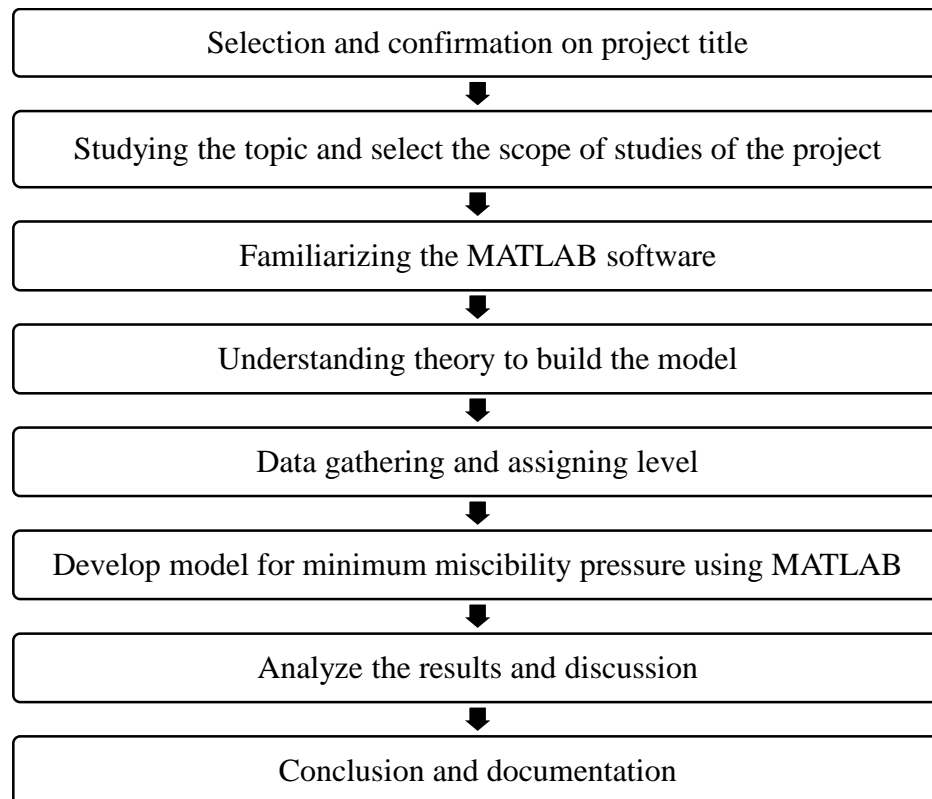 Selection and confirmation on project title
Studying the topic and select the scope of studies of the project
Familiarizing the MATLAB software
Understanding theory to build the model
Data gathering and assigning level
Develop model for minimum miscibility pressure using MATLAB
Analyze the results and discussion
Conclusion and documentation